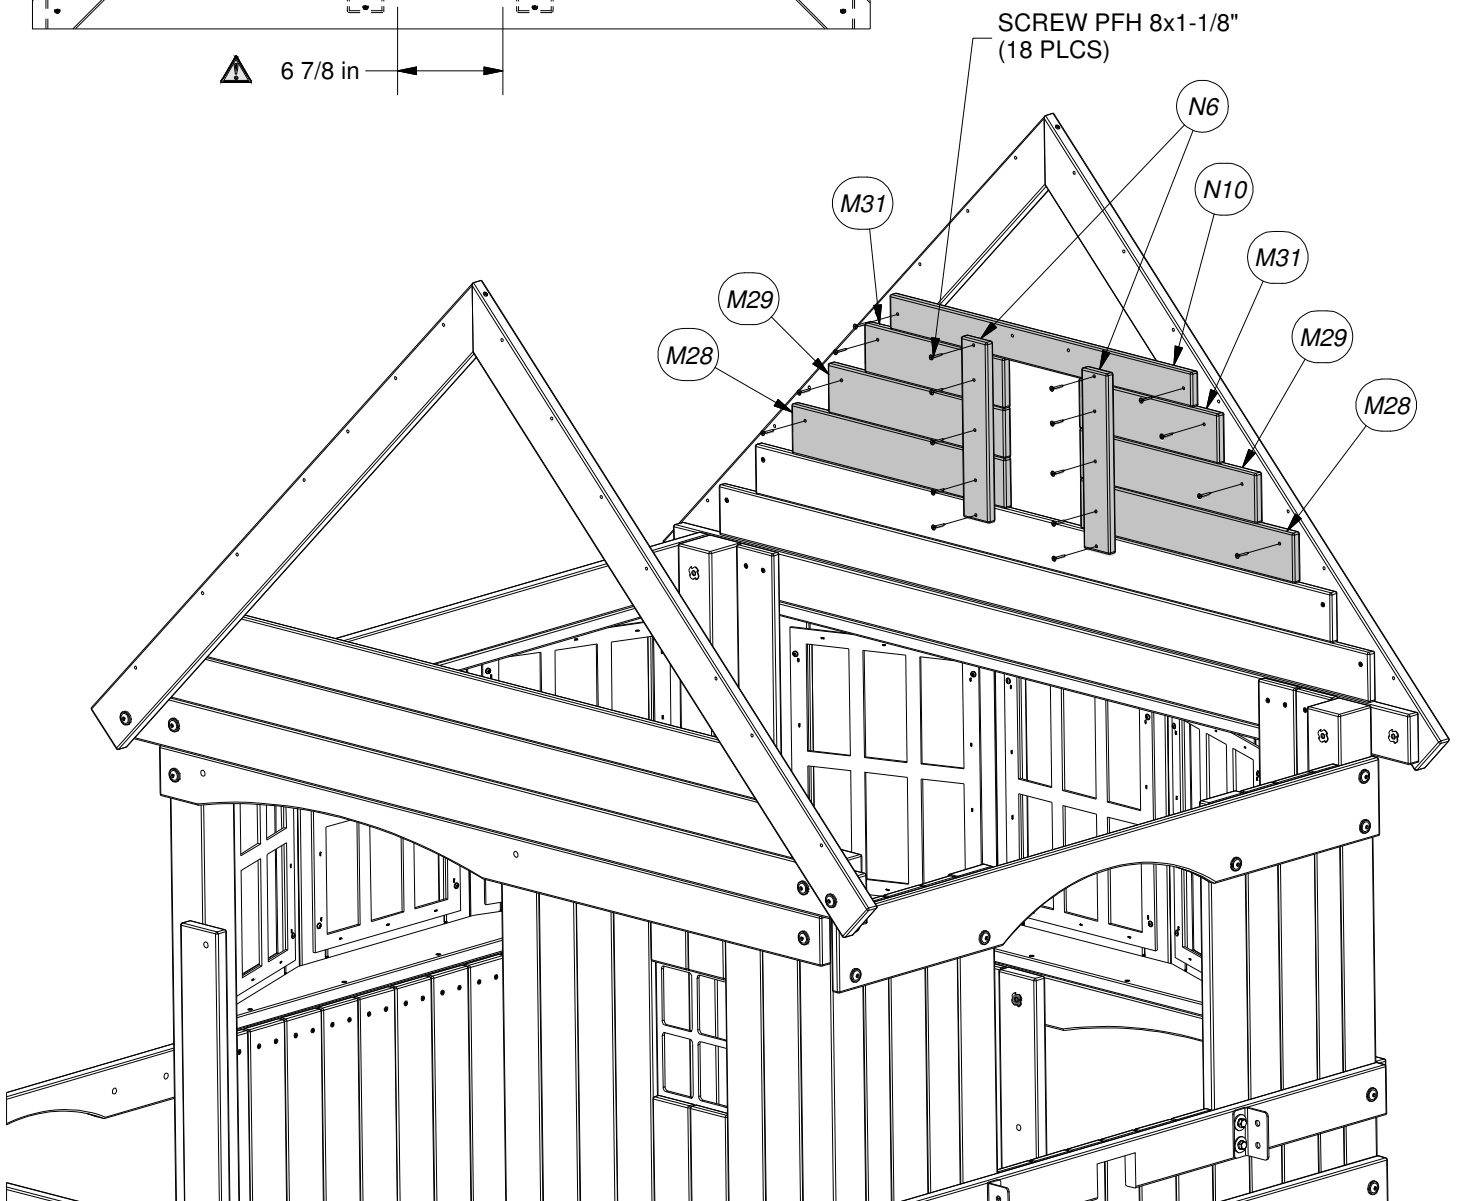 6 7/8 in
SCREW PFH 8x1-1/8"
(18 PLCS)
N6
N10
M31
M31
M29
M29
M28
M28